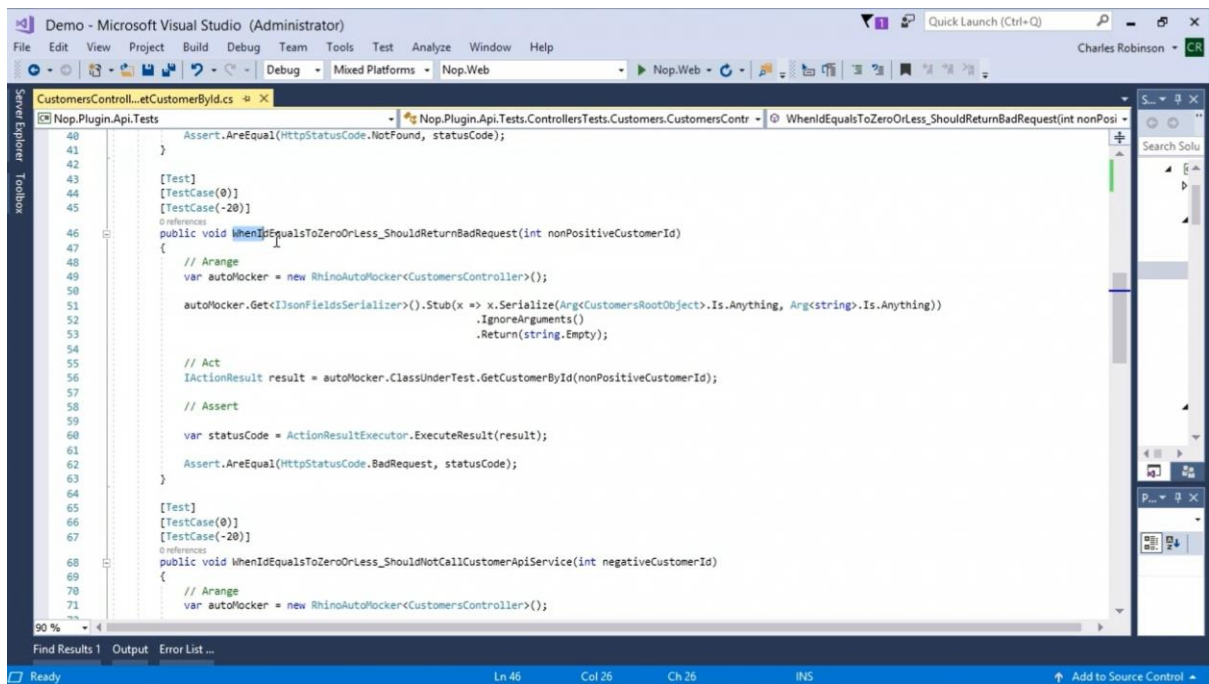 Demo - Microsoft Visual Studio (Administrator)
1
Quick Launch (Ctrl+Q)
File Edit View Project Build Debug Team Tools Test Analyze Window Help
Charles Robinson CR
Debug Mixed Platforms Nop.Web Nop.Web
Server Explorer
Toolbox
CustomersControll...etCustomerById.cs
S...
Nop.Plugin.Api.Tests Nop.Plugin.Api.Tests.ControllersTests.Customers.CustomersContr WhenIdEqualsToZeroOrLess_ShouldReturnBadRequest(int nonPosi
Search Solu
40 Assert.AreEqual(HttpStatusCode.NotFound, statusCode);
41 }
42
43 [Test]
44 [TestCase(0)]
45 [TestCase(-20)]
0 references
46 public void WhenIdEqualsToZeroOrLess_ShouldReturnBadRequest(int nonPositiveCustomerId)
47 {
48 // Arange
49 var autoMocker = new RhinoAutoMocker<CustomersController>();
50
51 autoMocker.Get<IJsonFieldsSerializer>().Stub(x => x.Serialize(Arg<CustomersRootObject>.Is.Anything, Arg<string>.Is.Anything))
52 .IgnoreArguments()
53 .Return(string.Empty);
54
55 // Act
56 IActionResult result = autoMocker.ClassUnderTest.GetCustomerById(nonPositiveCustomerId);
57
58 // Assert
59
60 var statusCode = ActionResultExecutor.ExecuteResult(result);
61
62 Assert.AreEqual(HttpStatusCode.BadRequest, statusCode);
63 }
64
65 [Test]
66 [TestCase(0)]
67 [TestCase(-20)]
0 references
68 public void WhenIdEqualsToZeroOrLess_ShouldNotCallCustomerApiService(int negativeCustomerId)
69 {
70 // Arange
71 var autoMocker = new RhinoAutoMocker<CustomersController>();
P...
90 %
Find Results 1 Output Error List ...
Ready Ln 46 Col 26 Ch 26 INS Add to Source Control